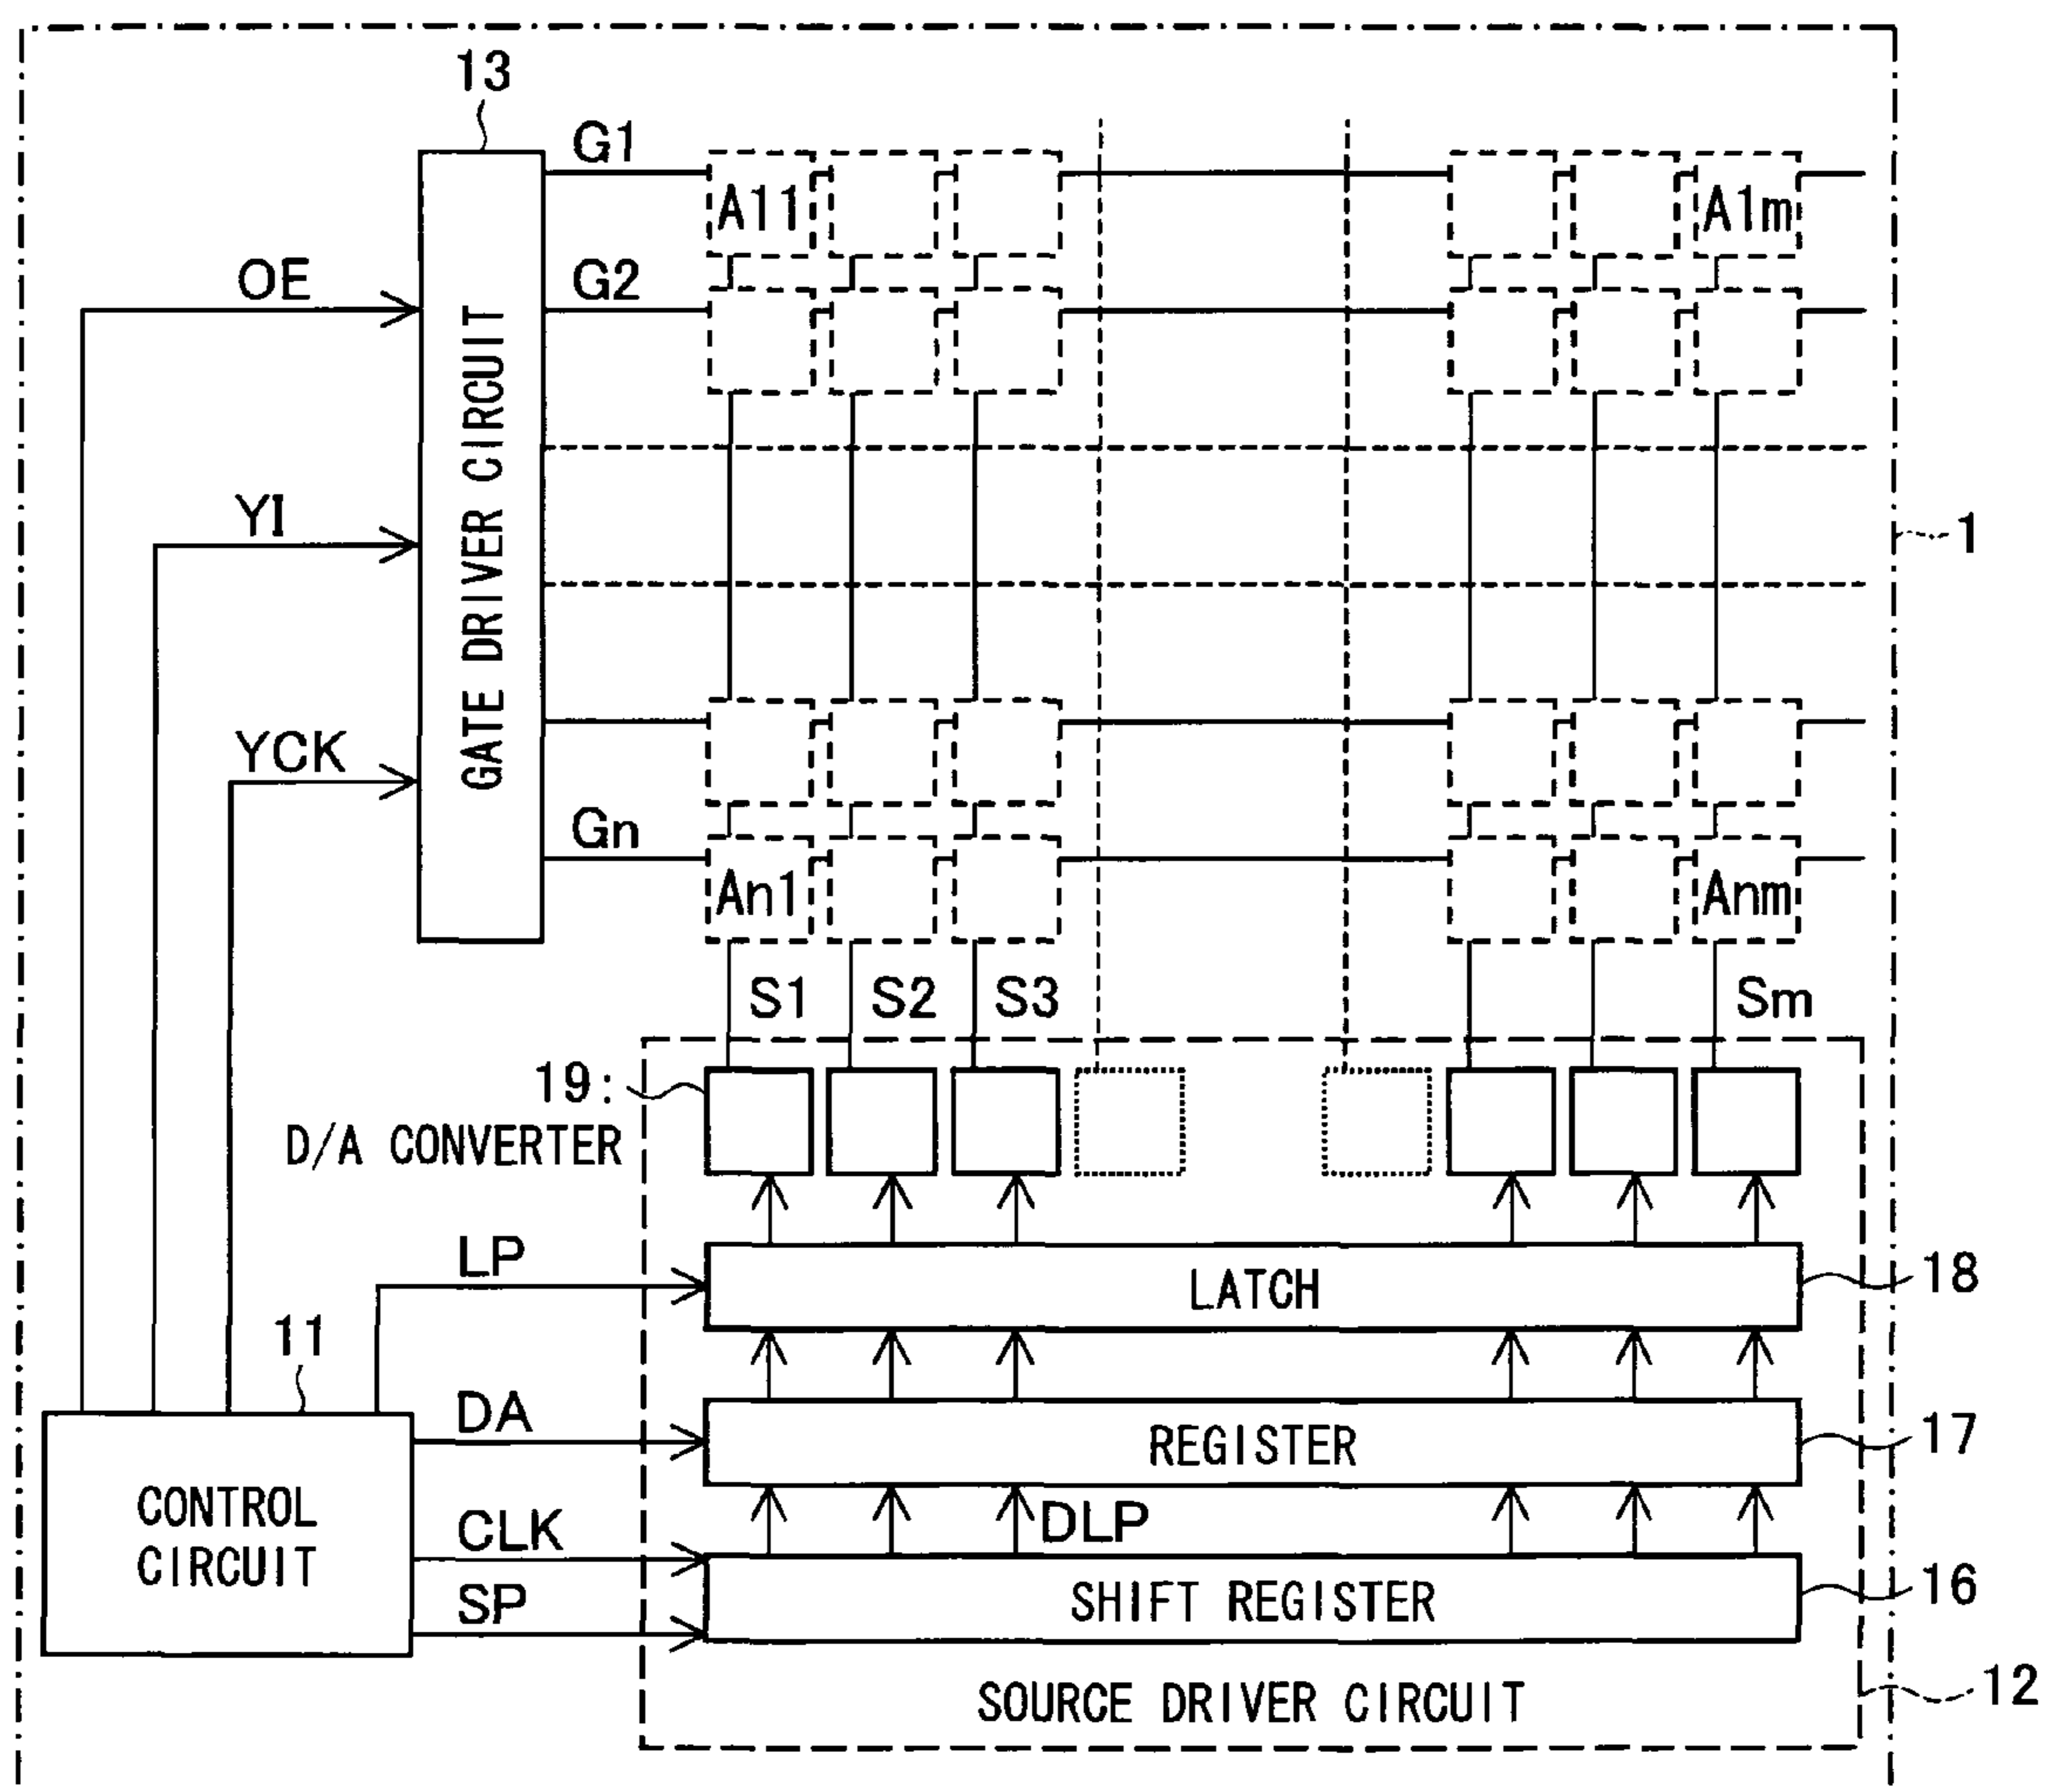 13
G1
A11
A1m
OE
G2
GATE DRIVER CIRCUIT
YI
1
YCK
Gn
An1
Anm
S1
S2
S3
Sm
19:
D/A CONVERTER
LP
LATCH
18
11
DA
REGISTER
17
CONTROL
CIRCUIT
CLK
DLP
SP
SHIFT REGISTER
16
SOURCE DRIVER CIRCUIT
12